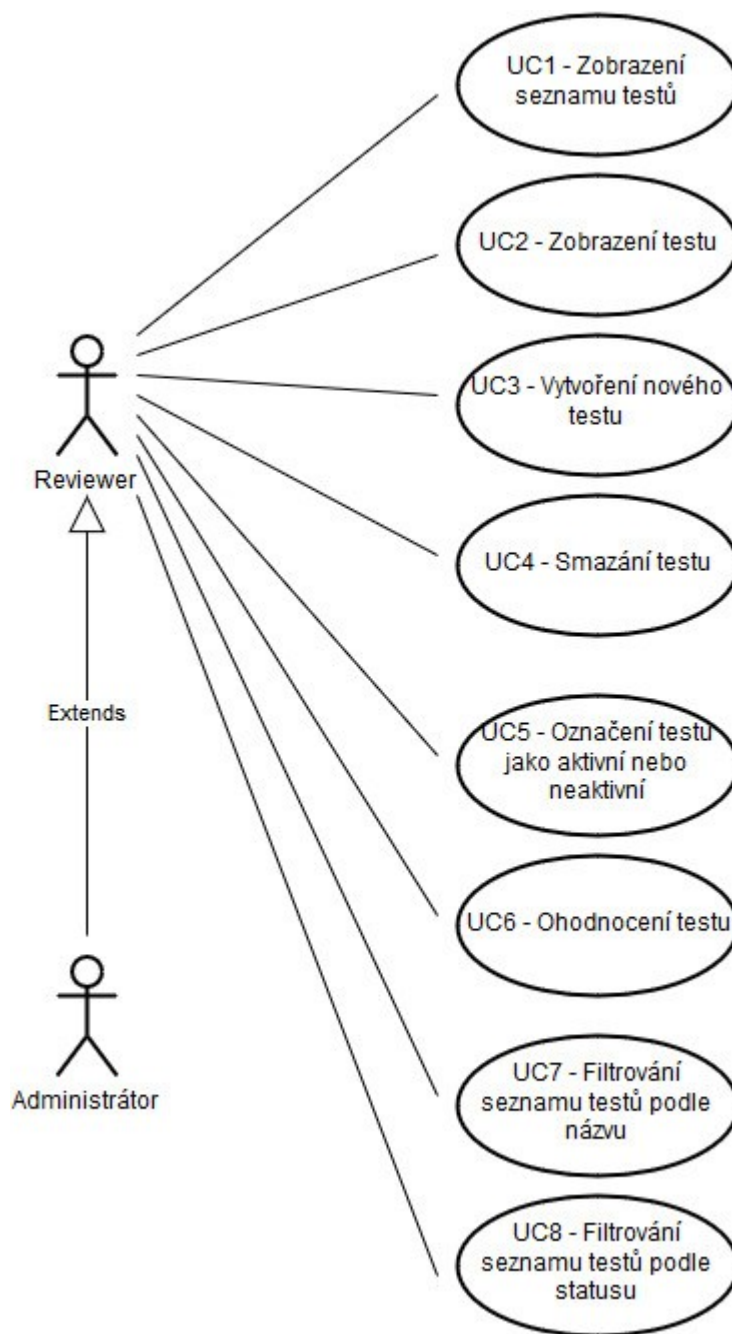 UC1 - Zobrazení
seznamu testů
UC2 - Zobrazení testu
UC3 - Vytvoření nového
testu
Reviewer
UC4 - Smazání testu
Extends
UC5 - Označení testu
jako aktivní nebo
neaktivní
UC6 - Ohodnocení testu
Administrátor
UC7 - Filtrování
seznamu testů podle
názvu
UC8 - Filtrování
seznamu testů podle
statusu